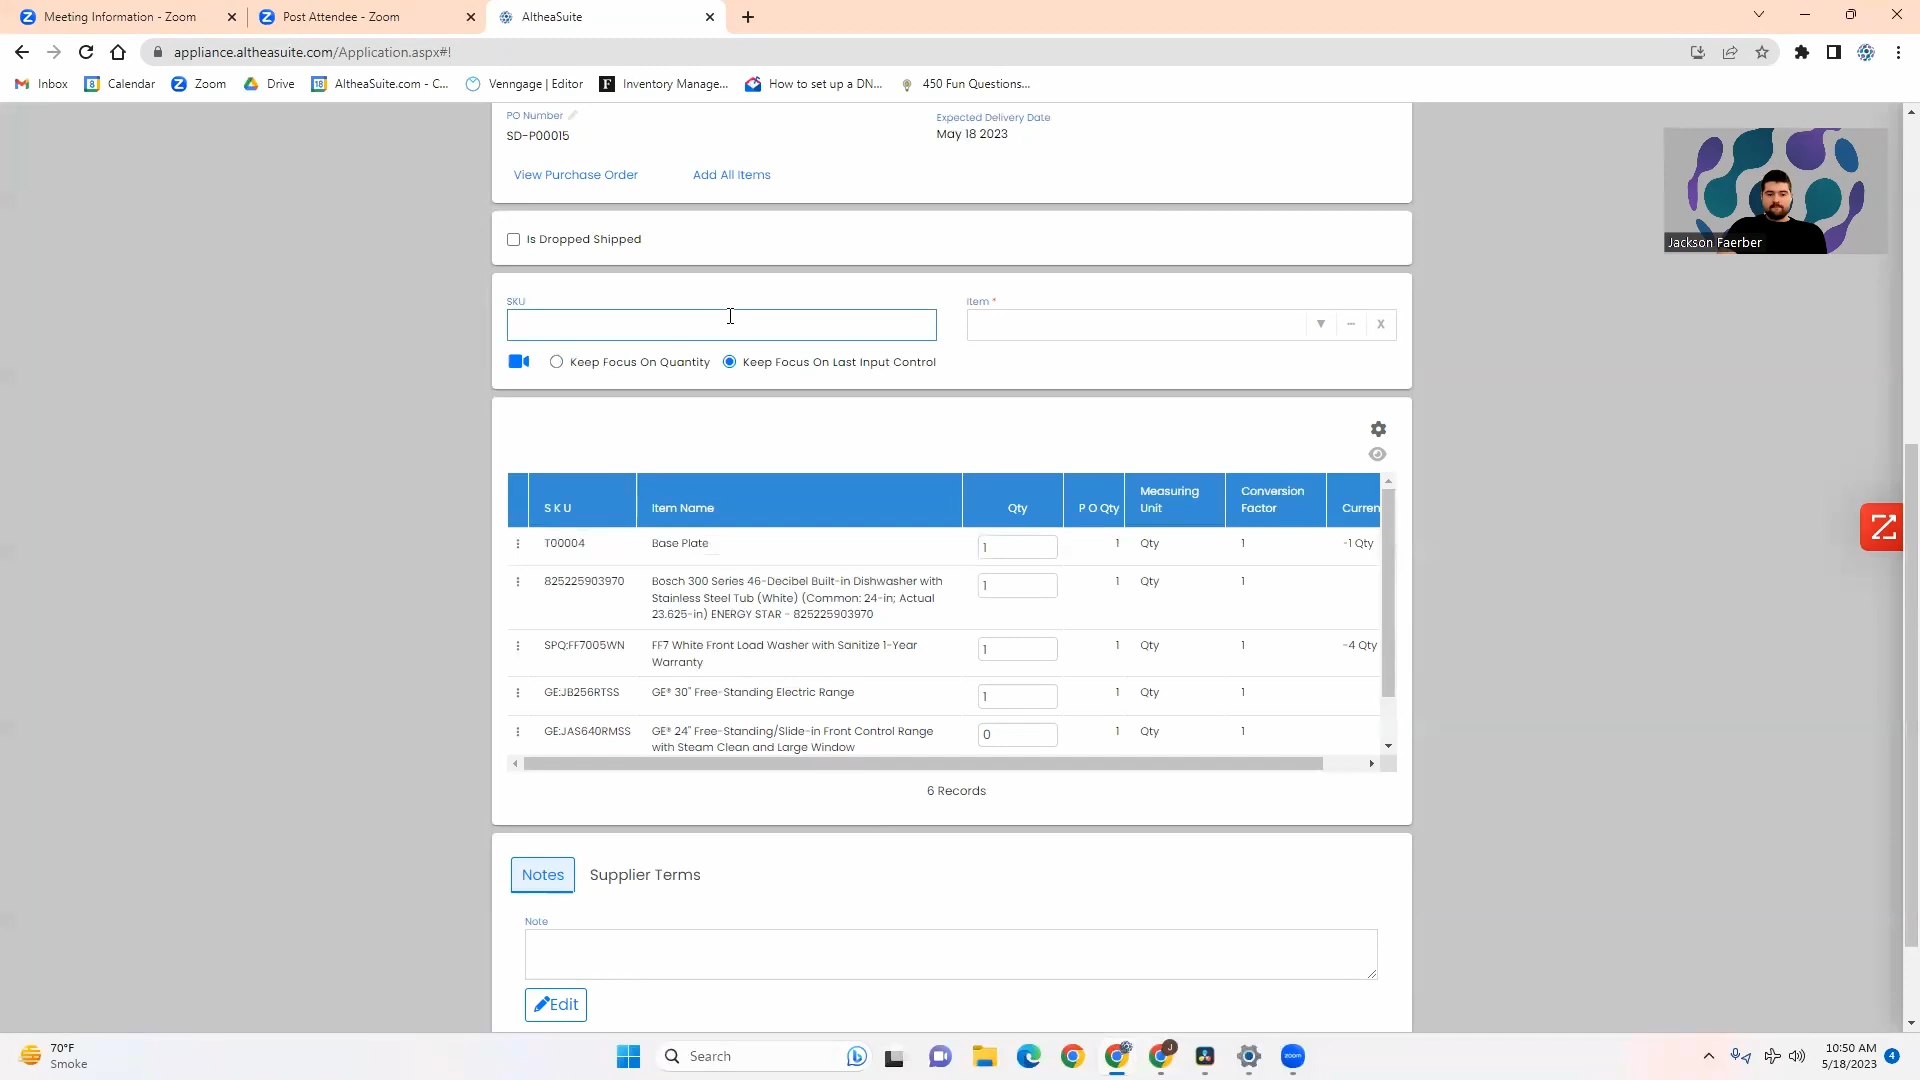 Meeting Information - Zoom
Post Attendee - Zoom
AltheaSuite
appliance.altheasuite.com/Application.aspx#!
Inbox
Calendar
Zoom
Drive
AltheaSuite.com - C...
Venngage | Editor
Inventory Manage...
How to set up a DN...
450 Fun Questions...
PO Number
SD-P00015
Expected Delivery Date
May 18 2023
View Purchase Order
Add All Items
Jackson Faerber
Is Dropped Shipped
SKU
Item *
X
Keep Focus On Quantity
Keep Focus On Last Input Control
S K U
Item Name
Qty
P O Qty
Measuring
Unit
Conversion
Factor
Curren
T00004
Base Plate
1
1
Qty
1
-1 Qty
825225903970
Bosch 300 Series 46-Decibel Built-in Dishwasher with
Stainless Steel Tub (White) (Common: 24-in; Actual
23.625-in) ENERGY STAR - 825225903970
1
1
Qty
1
SPQ:FF7005WN
FF7 White Front Load Washer with Sanitize 1-Year
Warranty
1
1
Qty
1
-4 Qty
GE:JB256RTSS
GE® 30" Free-Standing Electric Range
1
1
Qty
1
GE:JAS640RMSS
GE® 24" Free-Standing/Slide-in Front Control Range
with Steam Clean and Large Window
0
1
Qty
1
6 Records
Notes
Supplier Terms
Note
Edit
70°F
Smoke
Search
zoom
10:50 AM
5/18/2023
4